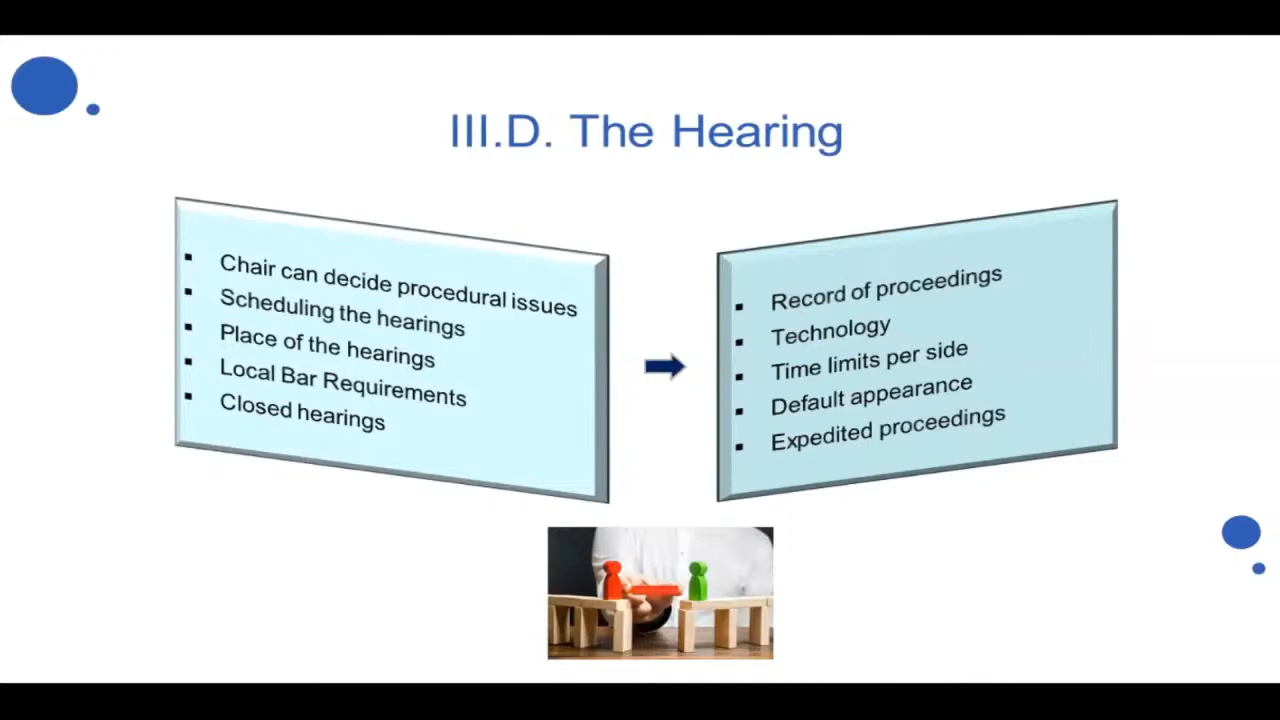 III.D. The Hearing
Chair can decide procedural issues
Scheduling the hearings
Place of the hearings
Local Bar Requirements
Closed hearings
Record of proceedings
Technology
Time limits per side
Default appearance
Expedited proceedings